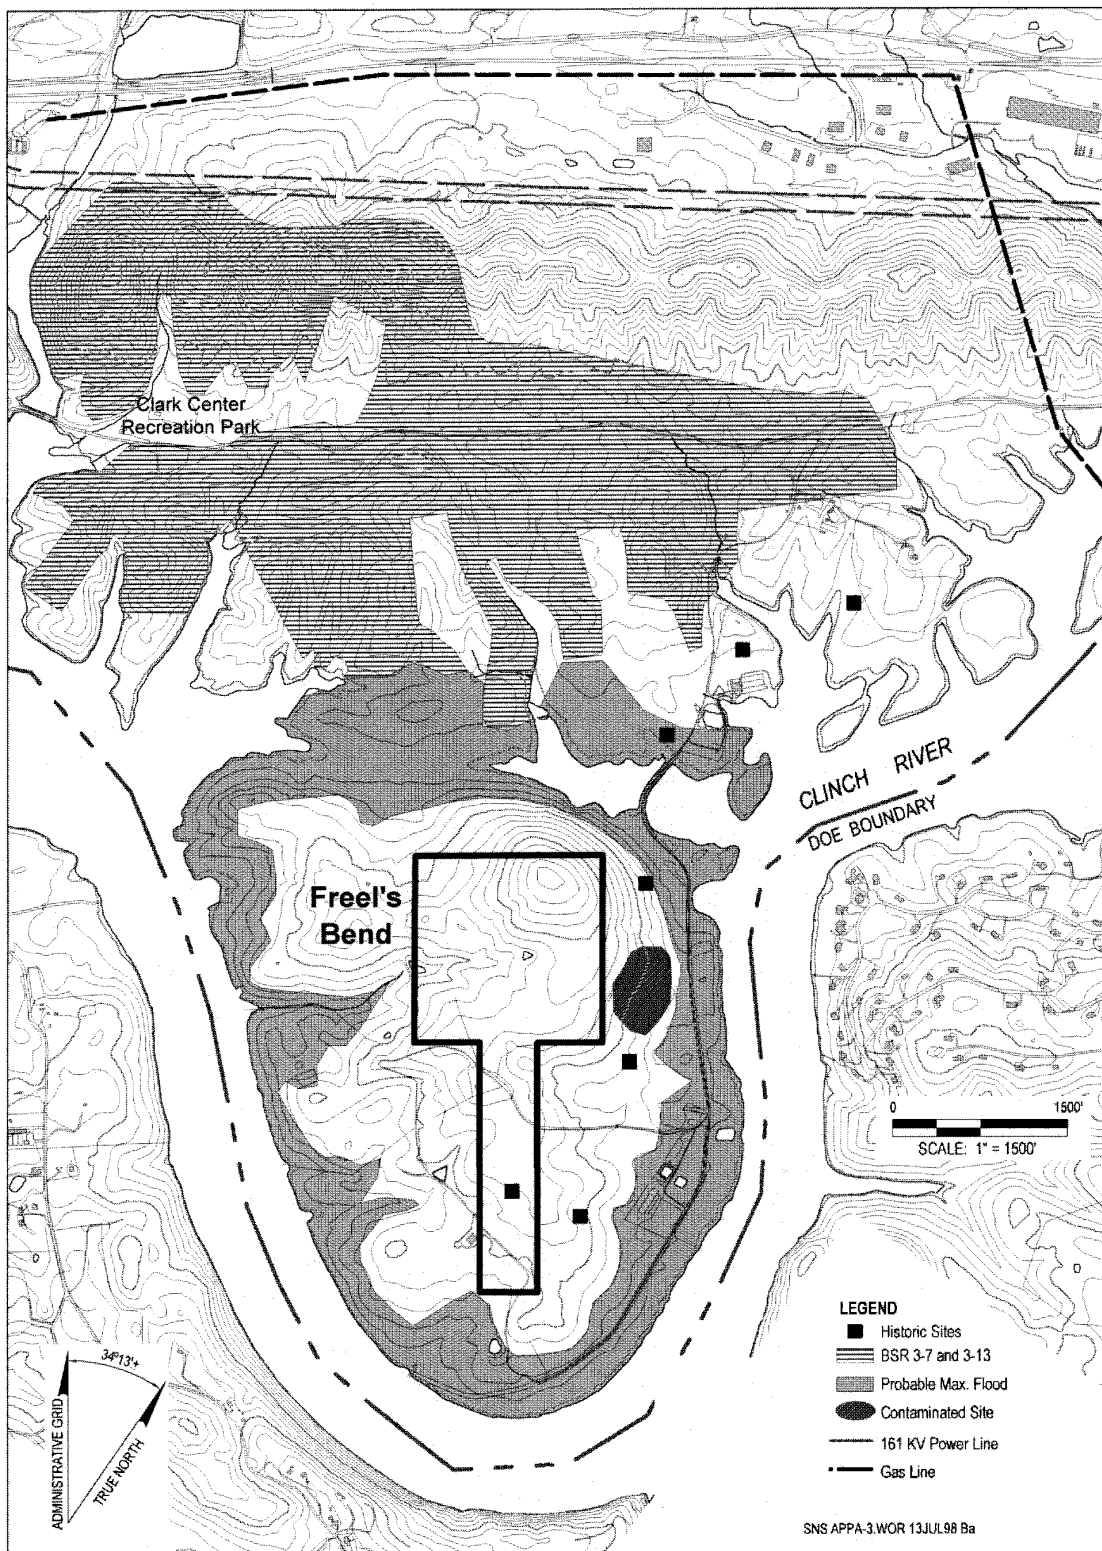 Clark Center
Recreation Park
CLINCH RIVER
DOE BOUNDARY
Freel's
Bend
0 1500'
SCALE: 1" = 1500'
LEGEND
Historic Sites
BSR 3-7 and 3-13
Probable Max. Flood
Contaminated Site
161 KV Power Line
Gas Line
34°13'+
ADMINISTRATIVE GRID
TRUE NORTH
SNS APPA-3.WOR 13JUL98 Ba